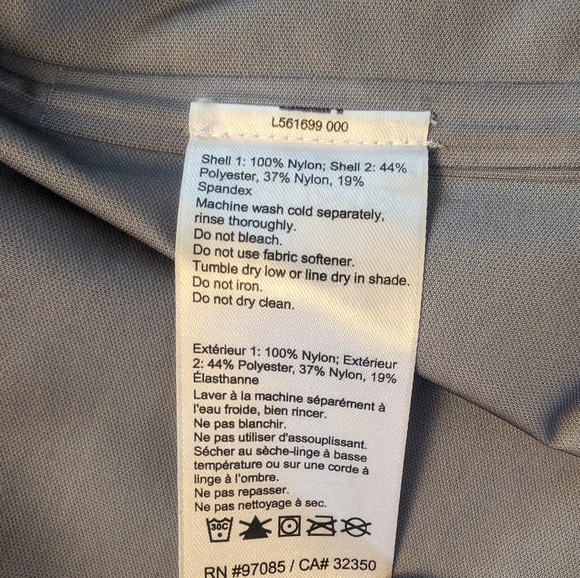 L561699 000
Shell 1: 100% Nylon; Shell 2: 44%
Polyester, 37% Nylon, 19%
Spandex
Machine wash cold separately,
rinse thoroughly.
Do not bleach.
Do not use fabric softener.
Tumble dry low or line dry in shade.
Do not iron.
Do not dry clean.
Extérieur 1: 100% Nylon; Extérieur
2: 44% Polyester, 37% Nylon, 19%
Élasthanne
Laver à la machine séparément à
l'eau froide, bien rincer.
Ne pas blanchir.
Ne pas utiliser d'assouplissant.
Sécher au sèche-linge à basse
température ou sur une corde à
linge à l'ombre.
Ne pas repasser.
Ne pas nettoyage à sec.
30C
RN #97085 / CA# 32350